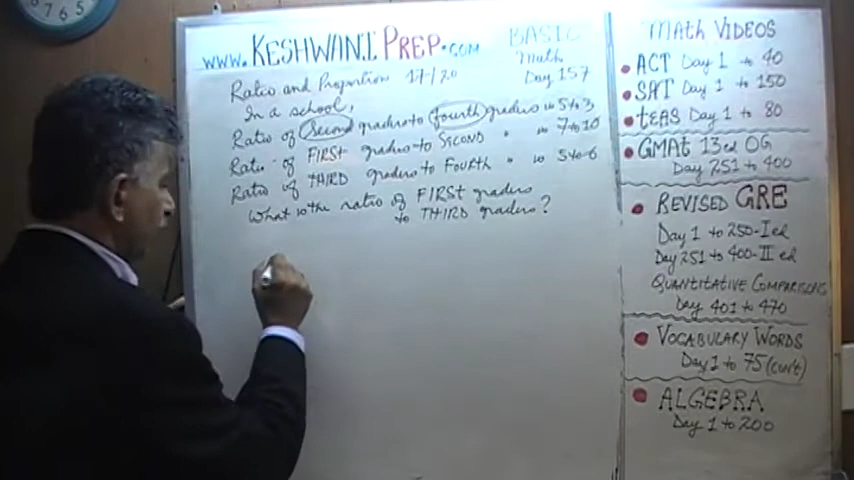 7 6 5
www.KESHWANIPREP.com
BASIC
Math
Day 157
Ratio and Proportion 17/20
In a school,
Ratio of Second graders to fourth graders is 5 to 3
Ratio of FIRST graders to SECOND " is 7 to 10
Ratio of THIRD graders to FOURTH " is 5 to 6
What is the ratio of FIRST graders
to THIRD graders?
MATH VIDEOS
ACT Day 1 to 40
SAT Day 1 to 150
TEAS Day 1 to 80
GMAT 13 ed OG
Day 251 to 400
REVISED GRE
Day 1 to 250-I ed
Day 251 to 400-II ed
QUANTITATIVE COMPARISONS
Day 401 to 470
VOCABULARY WORDS
Day 1 to 75 (con't)
ALGEBRA
Day 1 to 200